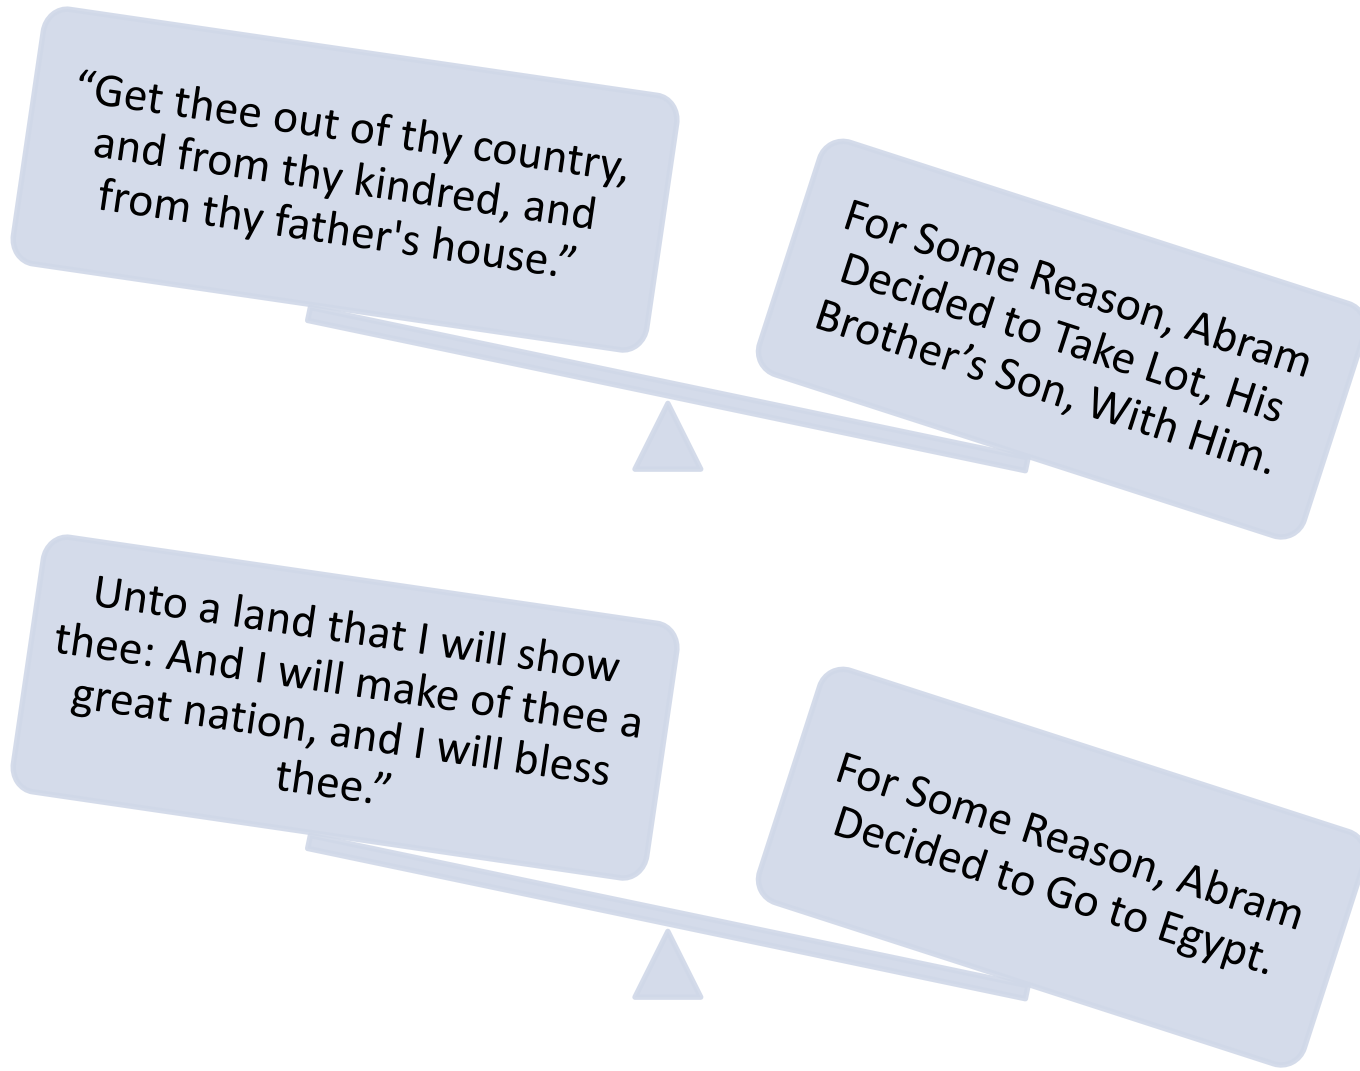 “Get thee out of thy country,
and from thy kindred, and
from thy father's house.”
For Some Reason, Abram
Decided to Take Lot, His
Brother’s Son, With Him.
Unto a land that I will show
thee: And I will make of thee a
great nation, and I will bless
thee.”
For Some Reason, Abram
Decided to Go to Egypt.